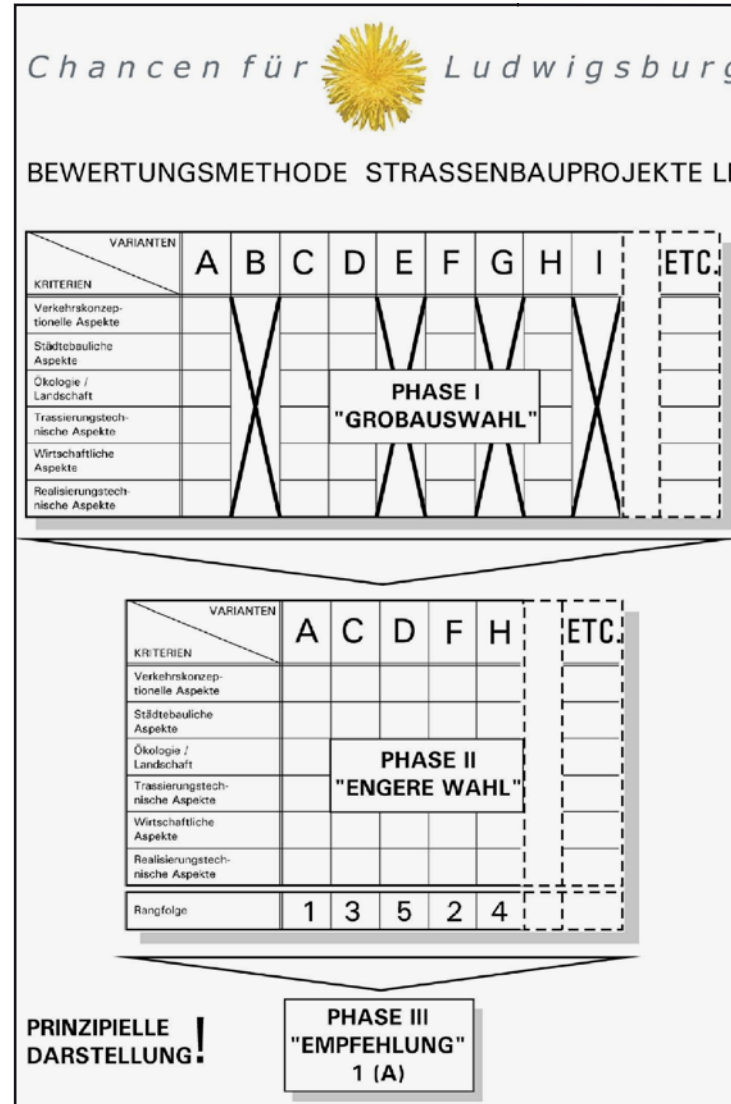 Chancen für Ludwigsburg
BEWERTUNGSMETHODE STRASSENBAUPROJEKTE
VARIANTEN
KRITERIEN
A B C D E F G H I ETC.
Verkehrskonzep-
tionelle Aspekte
Städtebauliche
Aspekte
Ökologie /
Landschaft
Trassierungstech-
nische Aspekte
Wirtschaftliche
Aspekte
Realisierungstech-
nische Aspekte
PHASE I
"GROBAUSWAHL"
VARIANTEN
KRITERIEN
A C D F H ETC.
Verkehrskonzep-
tionelle Aspekte
Städtebauliche
Aspekte
Ökologie /
Landschaft
Trassierungstech-
nische Aspekte
Wirtschaftliche
Aspekte
Realisierungstech-
nische Aspekte
PHASE II
"ENGERE WAHL"
Rangfolge 1 3 5 2 4
PRINZIPIELLE
DARSTELLUNG!
PHASE III
"EMPFEHLUNG"
1 (A)